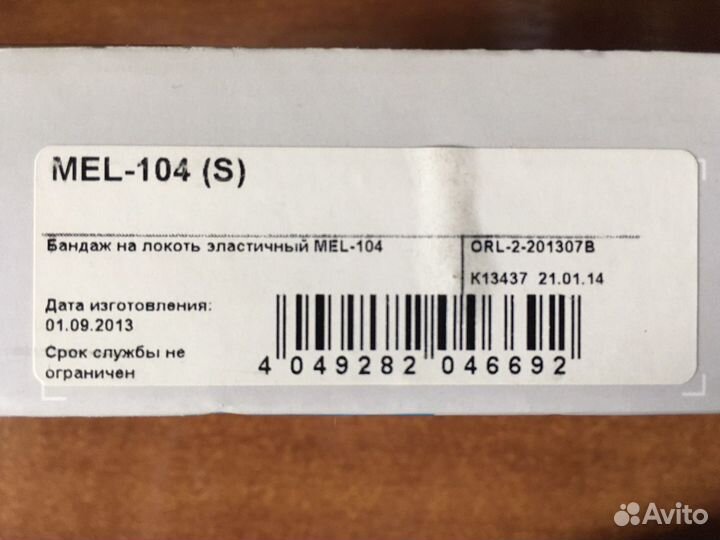 MEL-104 (S)
Бандаж на локоть эластичный MEL-104
ORL-2-201307B
K13437 21.01.14
Дата изготовления:
01.09.2013
Срок службы не
ограничен
4 049282 046692
Avito